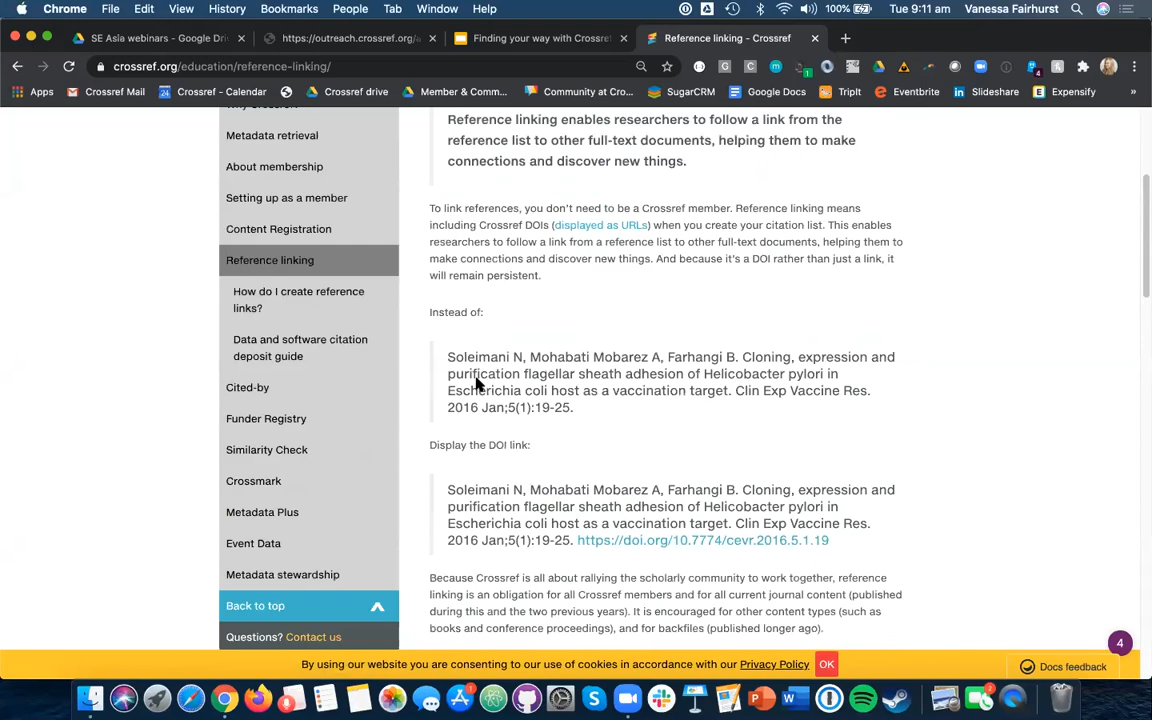 Chrome File Edit View History Bookmarks People Tab Window Help 100% Tue 9:11 am Vanessa Fairhurst
SE Asia webinars - Google Dri
https://outreach.crossref.org/
Finding your way with Crossre
Reference linking - Crossref
crossref.org/education/reference-linking/
Apps Crossref Mail Crossref - Calendar Crossref drive Member & Comm... Community at Cro... SugarCRM Google Docs TripIt Eventbrite Slideshare Expensify »
Metadata retrieval
About membership
Setting up as a member
Content Registration
Reference linking
How do I create reference
links?
Data and software citation
deposit guide
Cited-by
Funder Registry
Similarity Check
Crossmark
Metadata Plus
Event Data
Metadata stewardship
Back to top
Questions? Contact us
Reference linking enables researchers to follow a link from the
reference list to other full-text documents, helping them to make
connections and discover new things.
To link references, you don't need to be a Crossref member. Reference linking means
including Crossref DOIs (displayed as URLs) when you create your citation list. This enables
researchers to follow a link from a reference list to other full-text documents, helping them to
make connections and discover new things. And because it's a DOI rather than just a link, it
will remain persistent.
Instead of:
Soleimani N, Mohabati Mobarez A, Farhangi B. Cloning, expression and
purification flagellar sheath adhesion of Helicobacter pylori in
Escherichia coli host as a vaccination target. Clin Exp Vaccine Res.
2016 Jan;5(1):19-25.
Display the DOI link:
Soleimani N, Mohabati Mobarez A, Farhangi B. Cloning, expression and
purification flagellar sheath adhesion of Helicobacter pylori in
Escherichia coli host as a vaccination target. Clin Exp Vaccine Res.
2016 Jan;5(1):19-25. https://doi.org/10.7774/cevr.2016.5.1.19
Because Crossref is all about rallying the scholarly community to work together, reference
linking is an obligation for all Crossref members and for all current journal content (published
during this and the two previous years). It is encouraged for other content types (such as
books and conference proceedings), and for backfiles (published longer ago).
4
By using our website you are consenting to our use of cookies in accordance with our Privacy Policy OK
Docs feedback